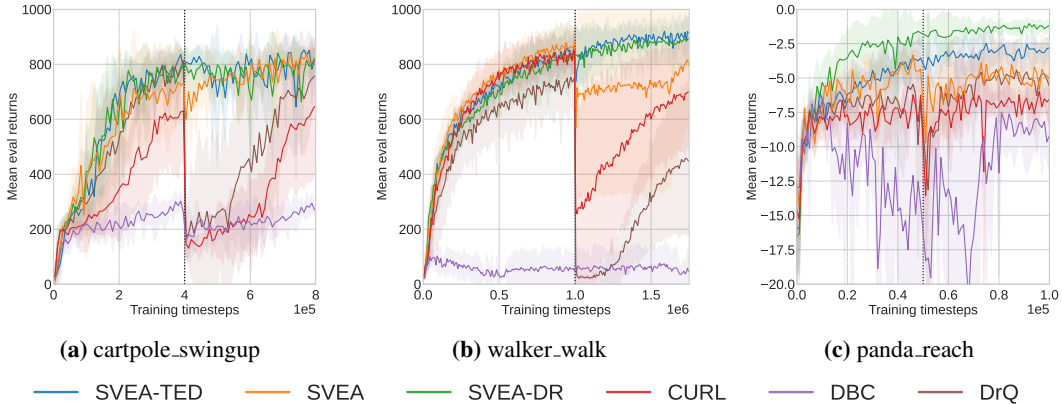 1000
800
600
400
200
0
Mean eval returns
0 2 4 6 8
Training timesteps 1e5
(a) cartpole_swingup
1000
800
600
400
200
0
Mean eval returns
0.0 0.5 1.0 1.5
Training timesteps 1e6
(b) walker_walk
0.0
−2.5
−5.0
−7.5
−10.0
−12.5
−15.0
−17.5
−20.0
Mean eval returns
0.0 0.2 0.4 0.6 0.8 1.0
Training timesteps 1e5
(c) panda_reach
SVEA-TED SVEA SVEA-DR CURL DBC DrQ